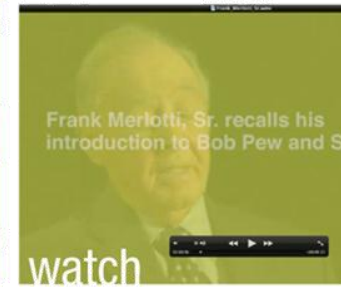 Frank Merlotti, Sr. recalls his
introduction to Bob Pew and S
watch